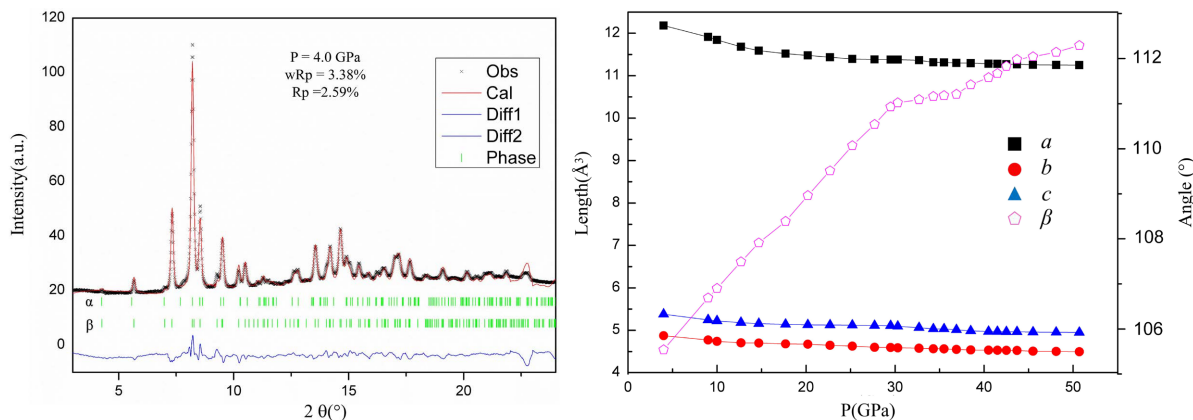 120
100
80
60
40
20
0
Intensity(a.u.)
P = 4.0 GPa
wRp = 3.38%
Rp =2.59%
Obs
Cal
Diff1
Diff2
Phase
α
β
5
10
15
20
2 θ(°)
12
11
10
9
8
7
6
5
4
Length(Å³)
a
b
c
β
112
110
108
106
Angle (°)
0
10
20
30
40
50
P(GPa)